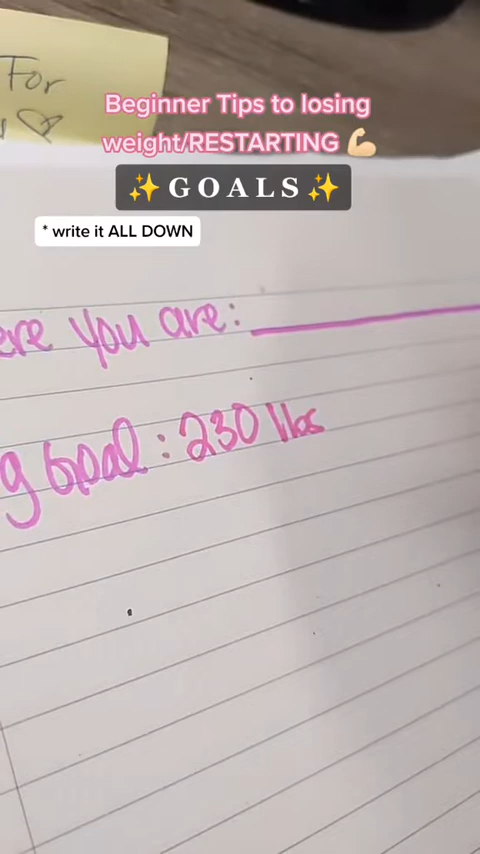 For
Beginner Tips to losing
weight/RESTARTING 💪
✨GOALS✨
* write it ALL DOWN
ere you are:
g Goal: 230 lbs